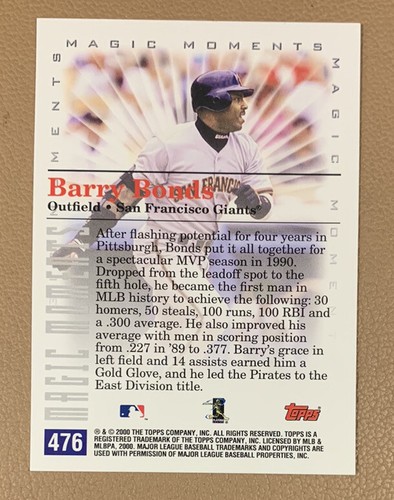 MAGIC MOMENTS
MENTS
MAGIC MOMENT
Barry Bonds
SAN FRANCIS
Outfield • San Francisco Giants
After flashing potential for four years in
Pittsburgh, Bonds put it all together for
a spectacular MVP season in 1990.
Dropped from the leadoff spot to the
fifth hole, he became the first man in
MLB history to achieve the following: 30
homers, 50 steals, 100 runs, 100 RBI and
a .300 average. He also improved his
average with men in scoring position
from .227 in '89 to .377. Barry's grace in
left field and 14 assists earned him a
Gold Glove, and he led the Pirates to the
East Division title.
MAGIC MOMENTS
Topps
476
® & © 2000 THE TOPPS COMPANY, INC. ALL RIGHTS RESERVED. TOPPS IS A
REGISTERED TRADEMARK OF THE TOPPS COMPANY, INC. LICENSED BY MLB &
MLBPA, 2000. MAJOR LEAGUE BASEBALL TRADEMARKS AND COPYRIGHTS ARE
USED WITH PERMISSION OF MAJOR LEAGUE BASEBALL PROPERTIES, INC.